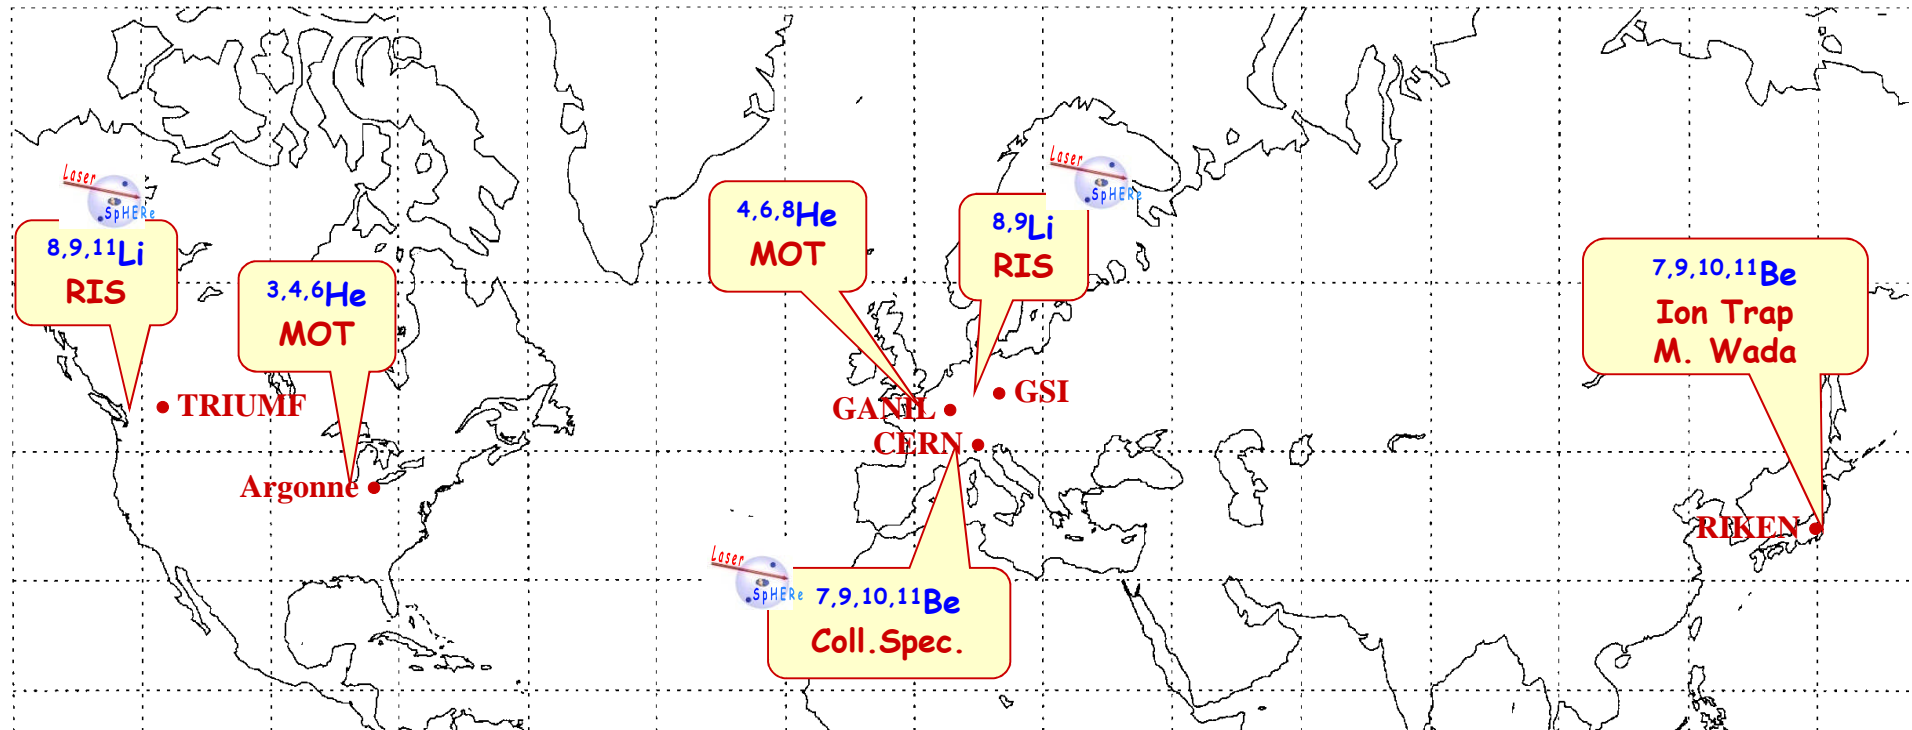 Laser
SpHERe
8,9,11Li
RIS
3,4,6He
MOT
4,6,8He
MOT
Laser
SpHERe
8,9Li
RIS
7,9,10,11Be
Ion Trap
M. Wada
TRIUMF
Argonne
GANIL
GSI
CERN
RIKEN
Laser
SpHERe
7,9,10,11Be
Coll.Spec.